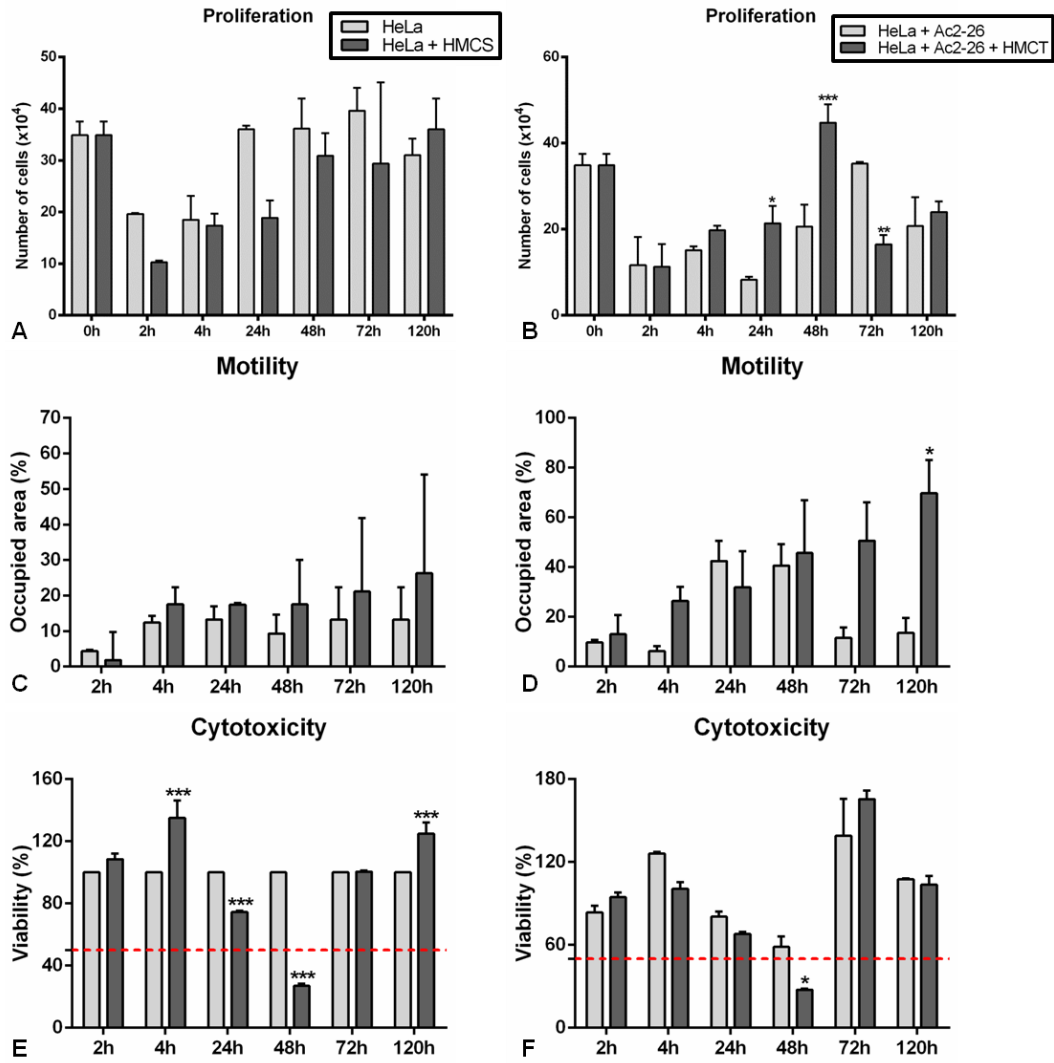 Proliferation
HeLa
HeLa + HMCS
Number of cells (x10⁴)
50
40
30
20
10
0
0h 2h 4h 24h 48h 72h 120h
A
Proliferation
HeLa + Ac2-26
HeLa + Ac2-26 + HMCT
Number of cells (x10⁴)
60
40
20
0
* *** **
0h 2h 4h 24h 48h 72h 120h
B
Motility
Occupied area (%)
70
60
50
40
30
20
10
0
2h 4h 24h 48h 72h 120h
C
Motility
Occupied area (%)
100
80
60
40
20
0
*
2h 4h 24h 48h 72h 120h
D
Cytotoxicity
Viability (%)
160
120
80
40
0
*** *** *** ***
2h 4h 24h 48h 72h 120h
E
Cytotoxicity
Viability (%)
180
120
60
0
*
2h 4h 24h 48h 72h 120h
F